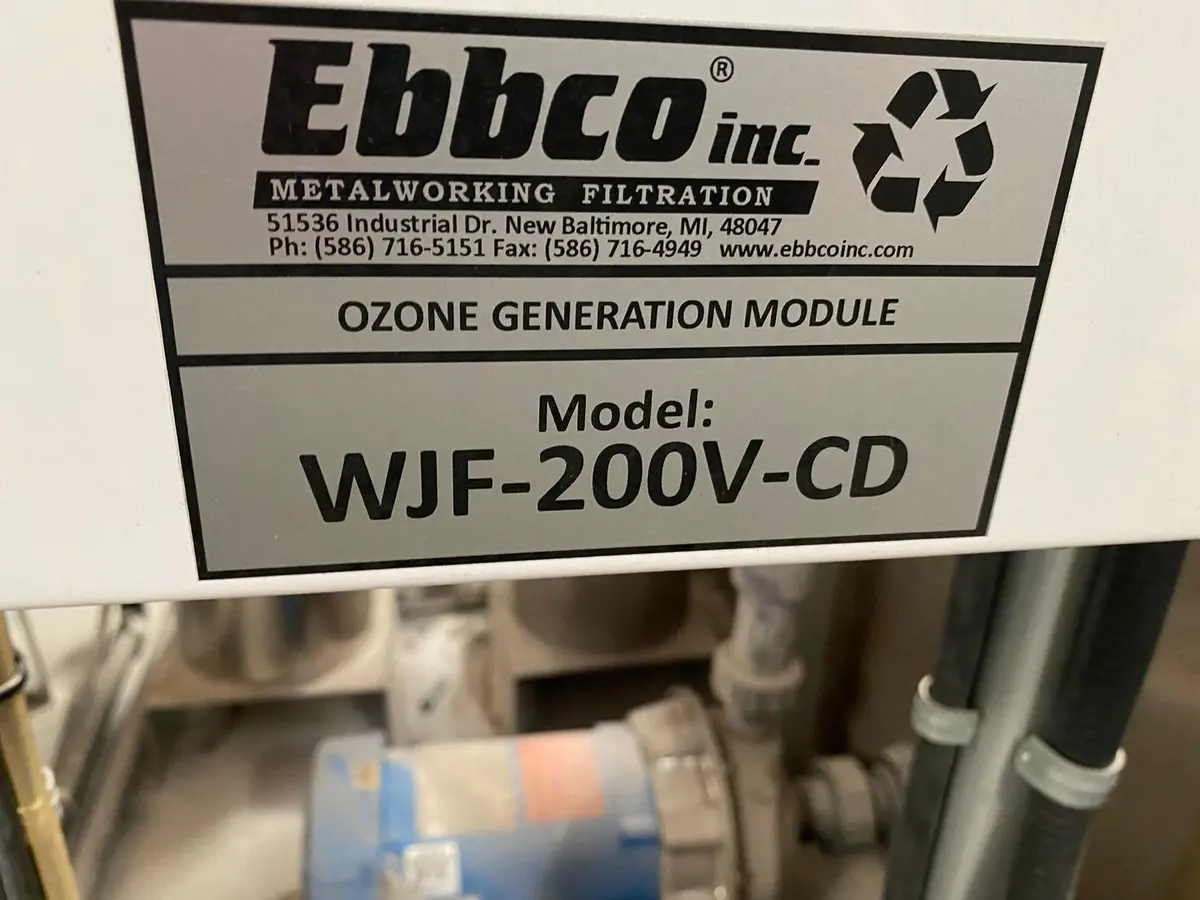 Ebbco® inc.
METALWORKING FILTRATION
51536 Industrial Dr. New Baltimore, MI, 48047
Ph: (586) 716-5151 Fax: (586) 716-4949 www.ebbcoinc.com
OZONE GENERATION MODULE
Model:
WJF-200V-CD